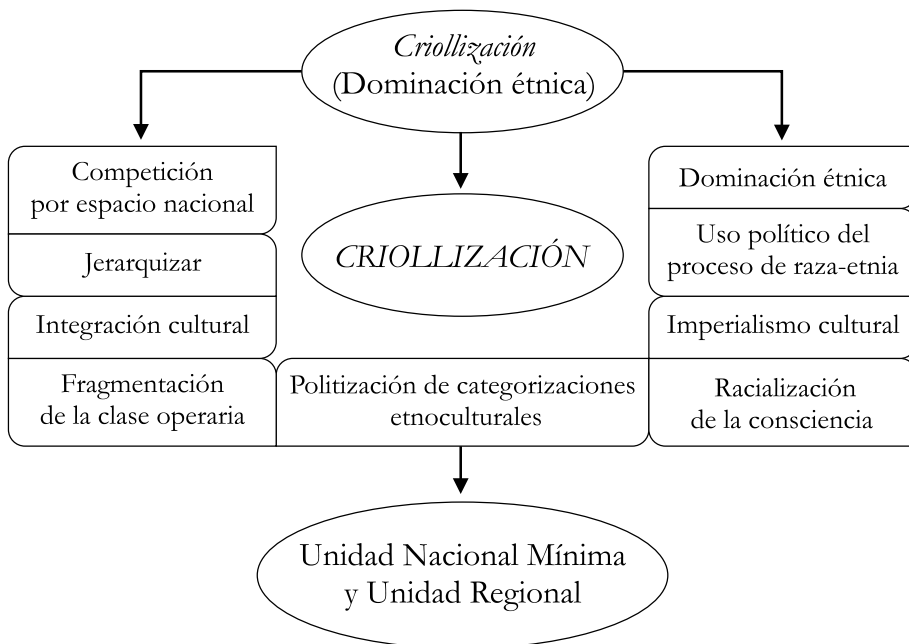 Criollización
(Dominación étnica)
Competición
por espacio nacional
Jerarquizar
Integración cultural
Fragmentación
de la clase operaria
CRIOLLIZACIÓN
Politización de categorizaciones
etnoculturales
Dominación étnica
Uso político del
proceso de raza-etnia
Imperialismo cultural
Racialización
de la consciencia
Unidad Nacional Mínima
y Unidad Regional